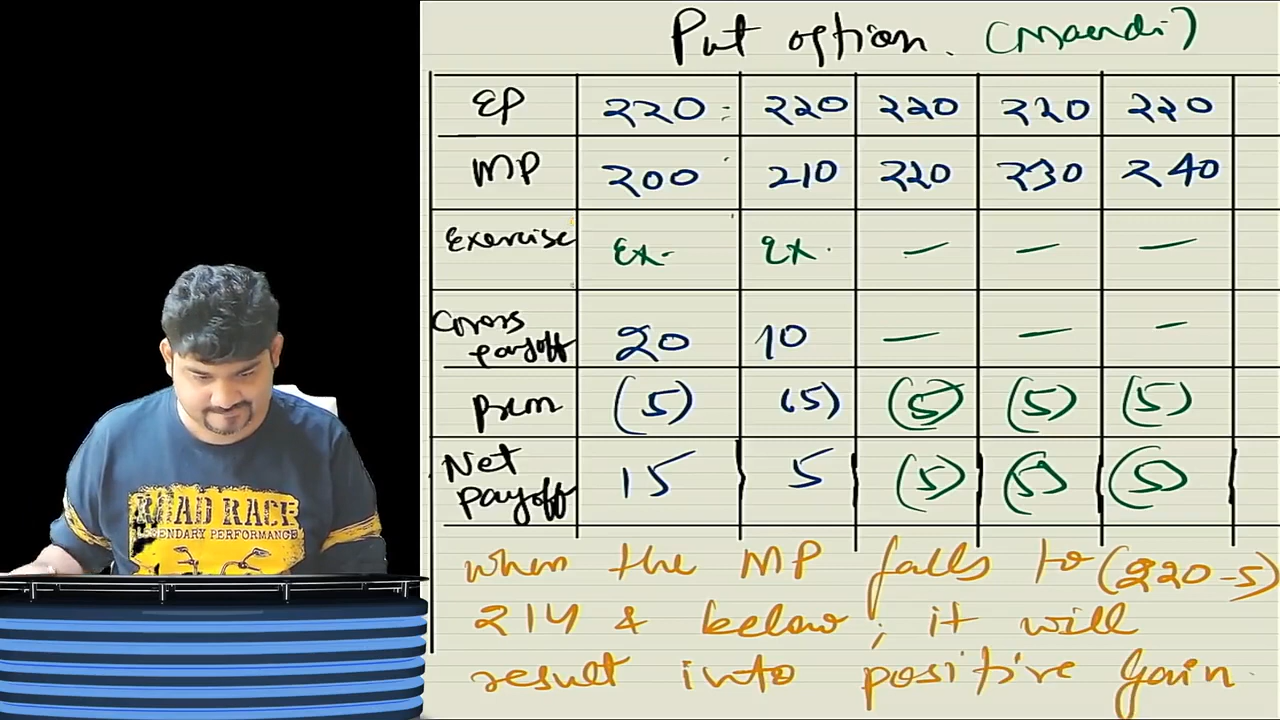 Put option. (Maandi)
EP 220 220 220 220 220
MP 200 210 220 230 240
Exercise Ex. Ex. — — —
Gross payoff 20 10 — — —
Prem (5) (5) (5) (5) (5)
Net payoff 15 5 (5) (5) (5)
when the MP falls to (220-5)
214 & below; it will
result into positive gain.
ROAD RACE
LEGENDARY PERFORMANCE